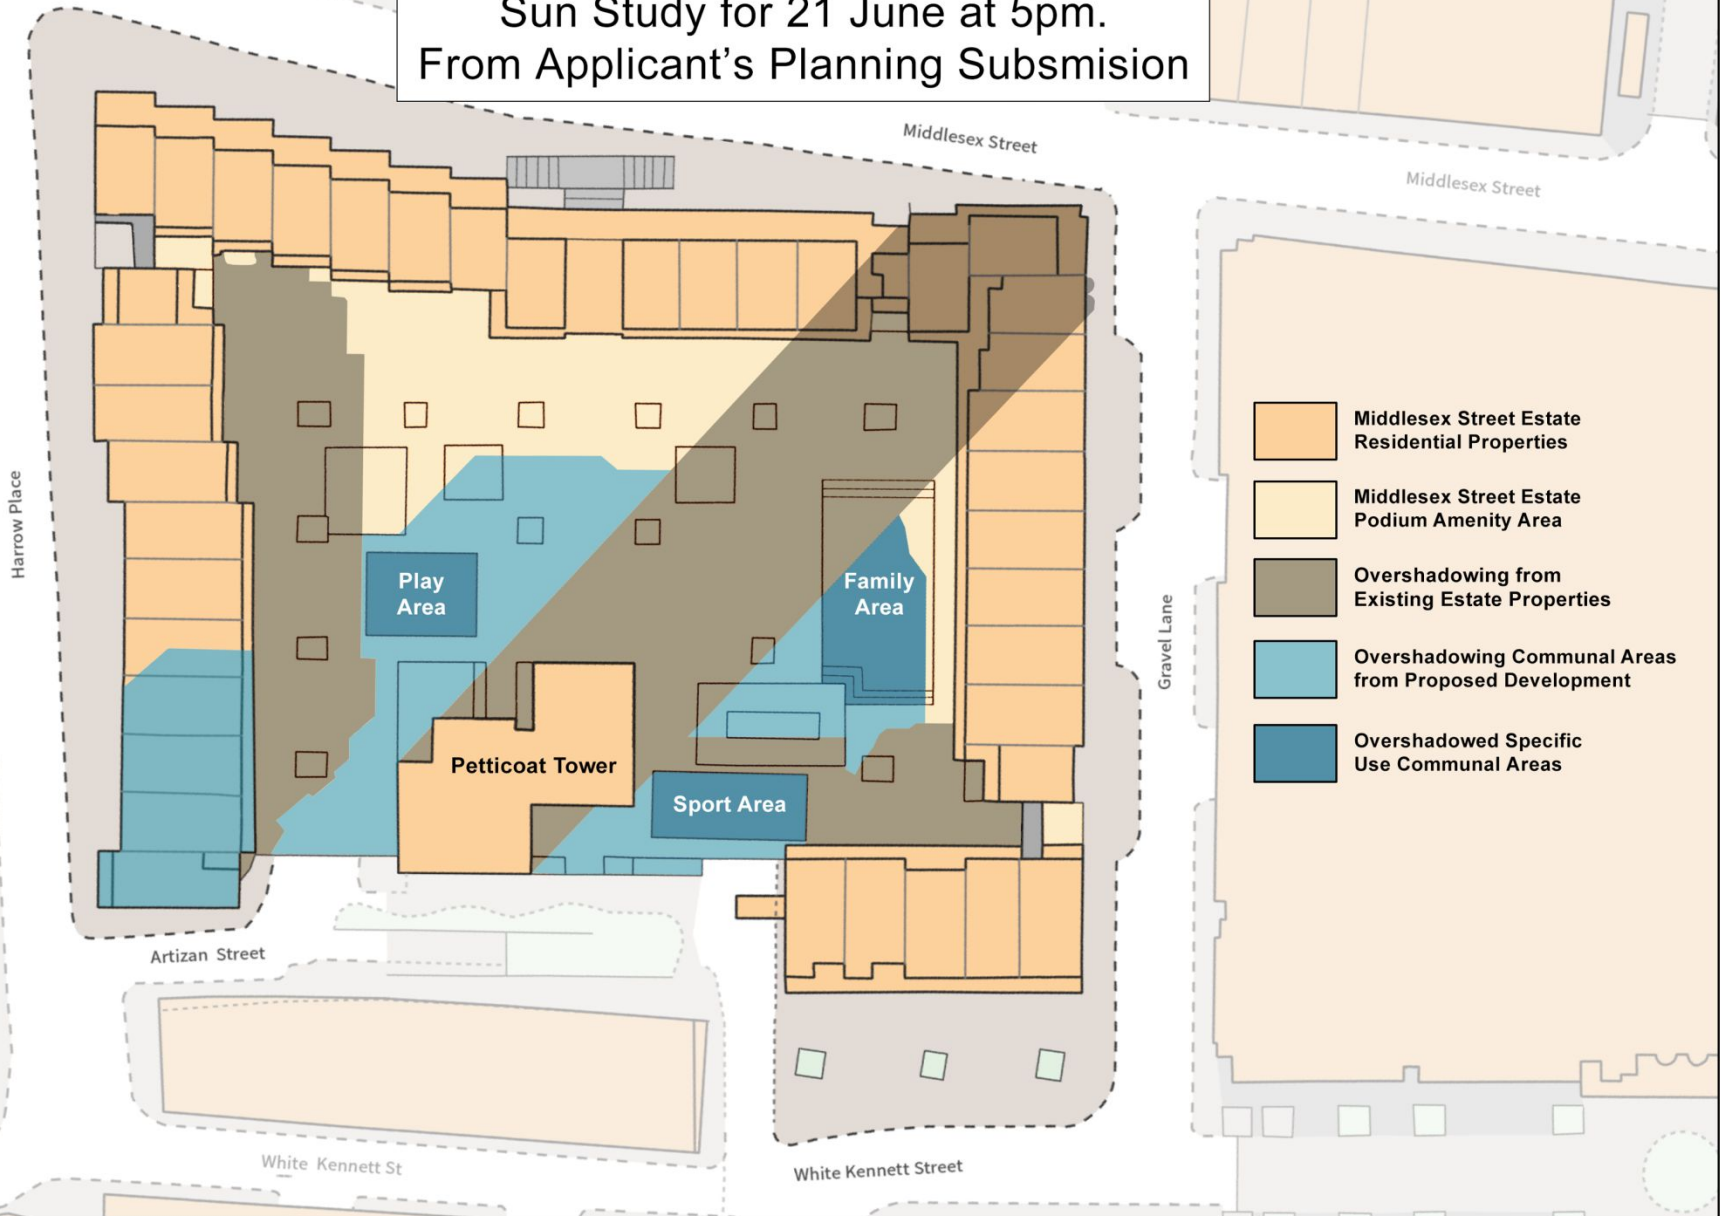 Sun Study for 21 June at 5pm.
From Applicant's Planning Subsmision
Middlesex Street
Middlesex Street
Harrow Place
Play
Area
Family
Area
Petticoat Tower
Sport Area
Gravel Lane
Middlesex Street Estate
Residential Properties
Middlesex Street Estate
Podium Amenity Area
Overshadowing from
Existing Estate Properties
Overshadowing Communal Areas
from Proposed Development
Overshadowed Specific
Use Communal Areas
Artizan Street
White Kennett St
White Kennett Street